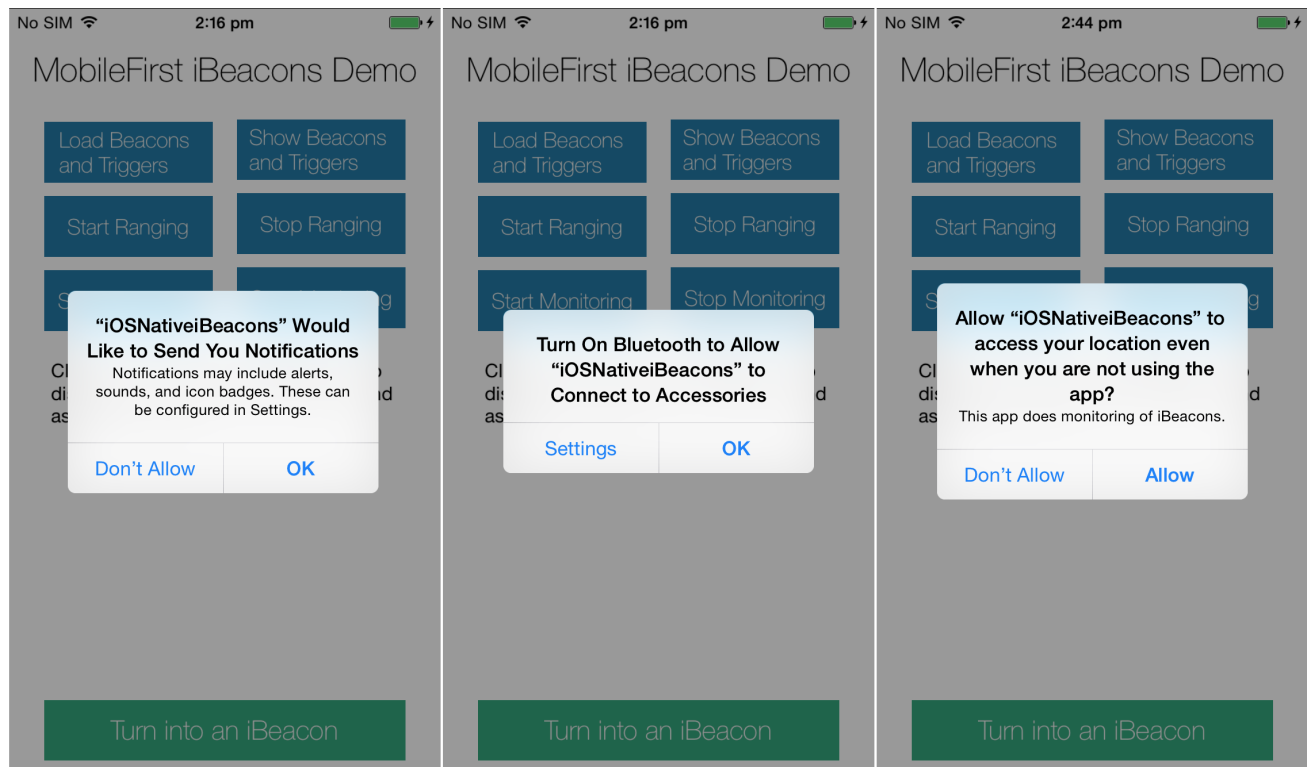 No SIM 2:16 pm
MobileFirst iBeacons Demo
Load Beacons
and Triggers
Show Beacons
and Triggers
Start Ranging
Stop Ranging
S
g
“iOSNativeiBeacons” Would
Like to Send You Notifications
Notifications may include alerts,
sounds, and icon badges. These can
be configured in Settings.
Don’t Allow
OK
Turn into an iBeacon
No SIM 2:16 pm
MobileFirst iBeacons Demo
Load Beacons
and Triggers
Show Beacons
and Triggers
Start Ranging
Stop Ranging
Start Monitoring
Stop Monitoring
Turn On Bluetooth to Allow
“iOSNativeiBeacons” to
Connect to Accessories
Settings
OK
Turn into an iBeacon
No SIM 2:44 pm
MobileFirst iBeacons Demo
Load Beacons
and Triggers
Show Beacons
and Triggers
Start Ranging
Stop Ranging
S
g
Allow “iOSNativeiBeacons” to
access your location even
when you are not using the
app?
This app does monitoring of iBeacons.
Don’t Allow
Allow
Turn into an iBeacon